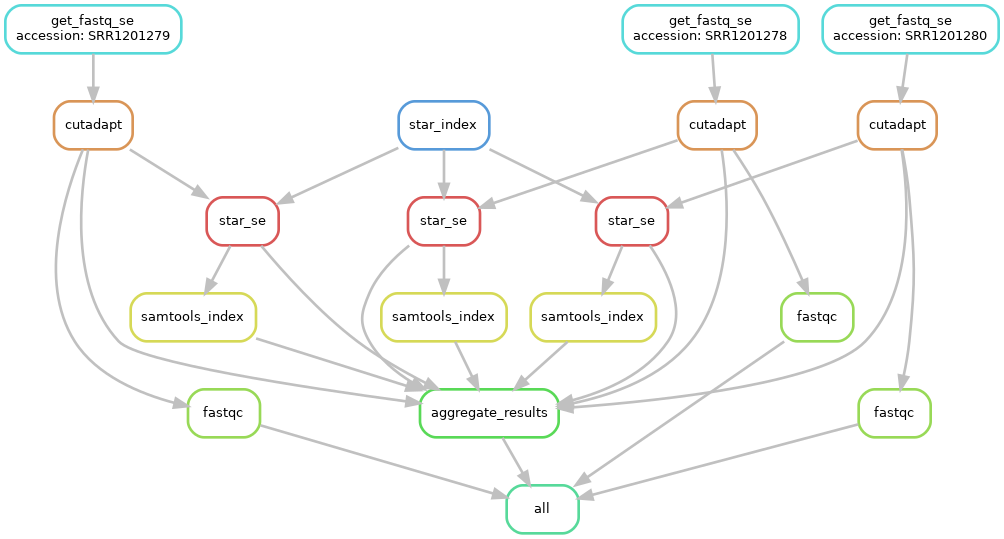 get_fastq_se
accession: SRR1201279
get_fastq_se
accession: SRR1201278
get_fastq_se
accession: SRR1201280
cutadapt
star_index
cutadapt
cutadapt
star_se
star_se
star_se
samtools_index
samtools_index
samtools_index
fastqc
fastqc
aggregate_results
fastqc
all